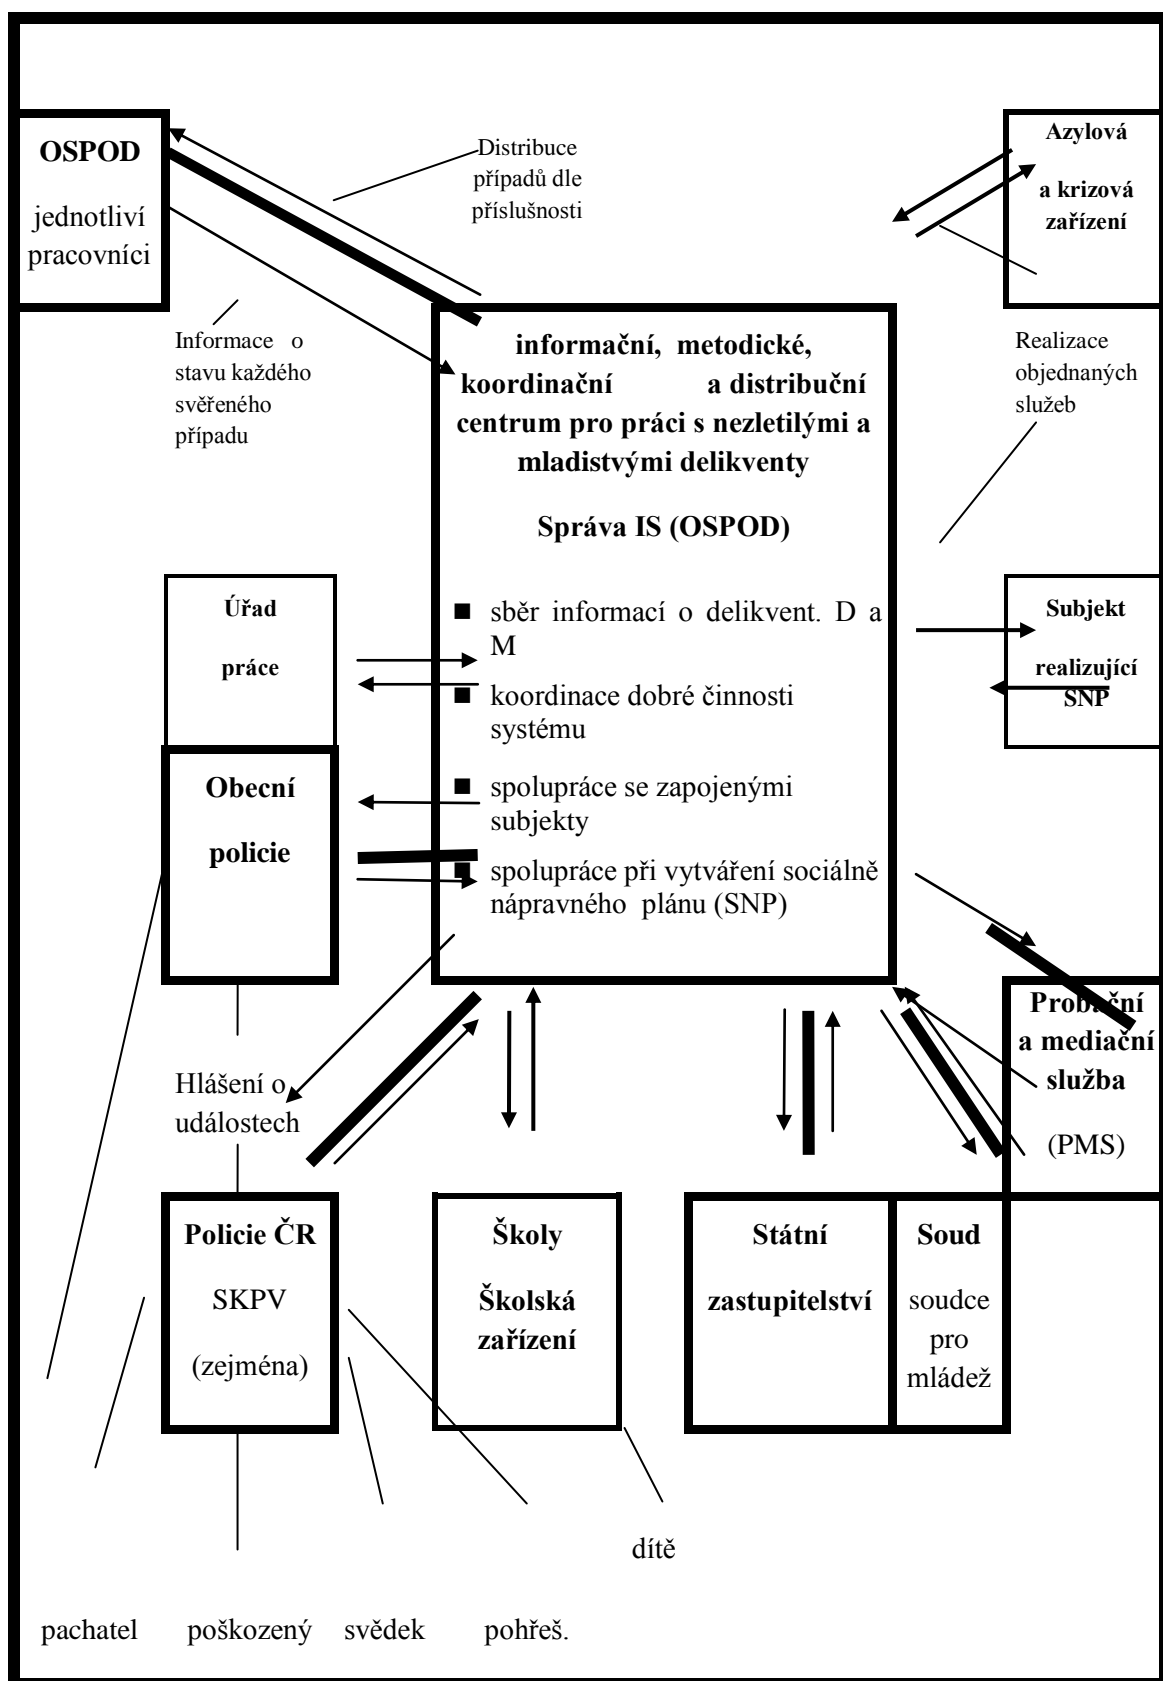 OSPOD
jednotliví
pracovníci
Distribuce
případů dle
příslušnosti
Azylová
a krizová
zařízení
Informace o
stavu každého
svěřeného
případu
informační, metodické,
koordinační a distribuční
centrum pro práci s nezletilými a
mladistvými delikventy
Správa IS (OSPOD)
■ sběr informací o delikvent. D a
M
■ koordinace dobré činnosti
systému
■ spolupráce se zapojenými
subjekty
■ spolupráce při vytváření sociálně
nápravného plánu (SNP)
Realizace
objednaných
služeb
Úřad
práce
Subjekt
realizující
SNP
Obecní
policie
Probační
a mediační
služba
(PMS)
Hlášení o
událostech
Policie ČR
SKPV
(zejména)
Školy
Školská
zařízení
Státní
zastupitelství
Soud
soudce
pro
mládež
dítě
pachatel poškozený svědek pohřeš.